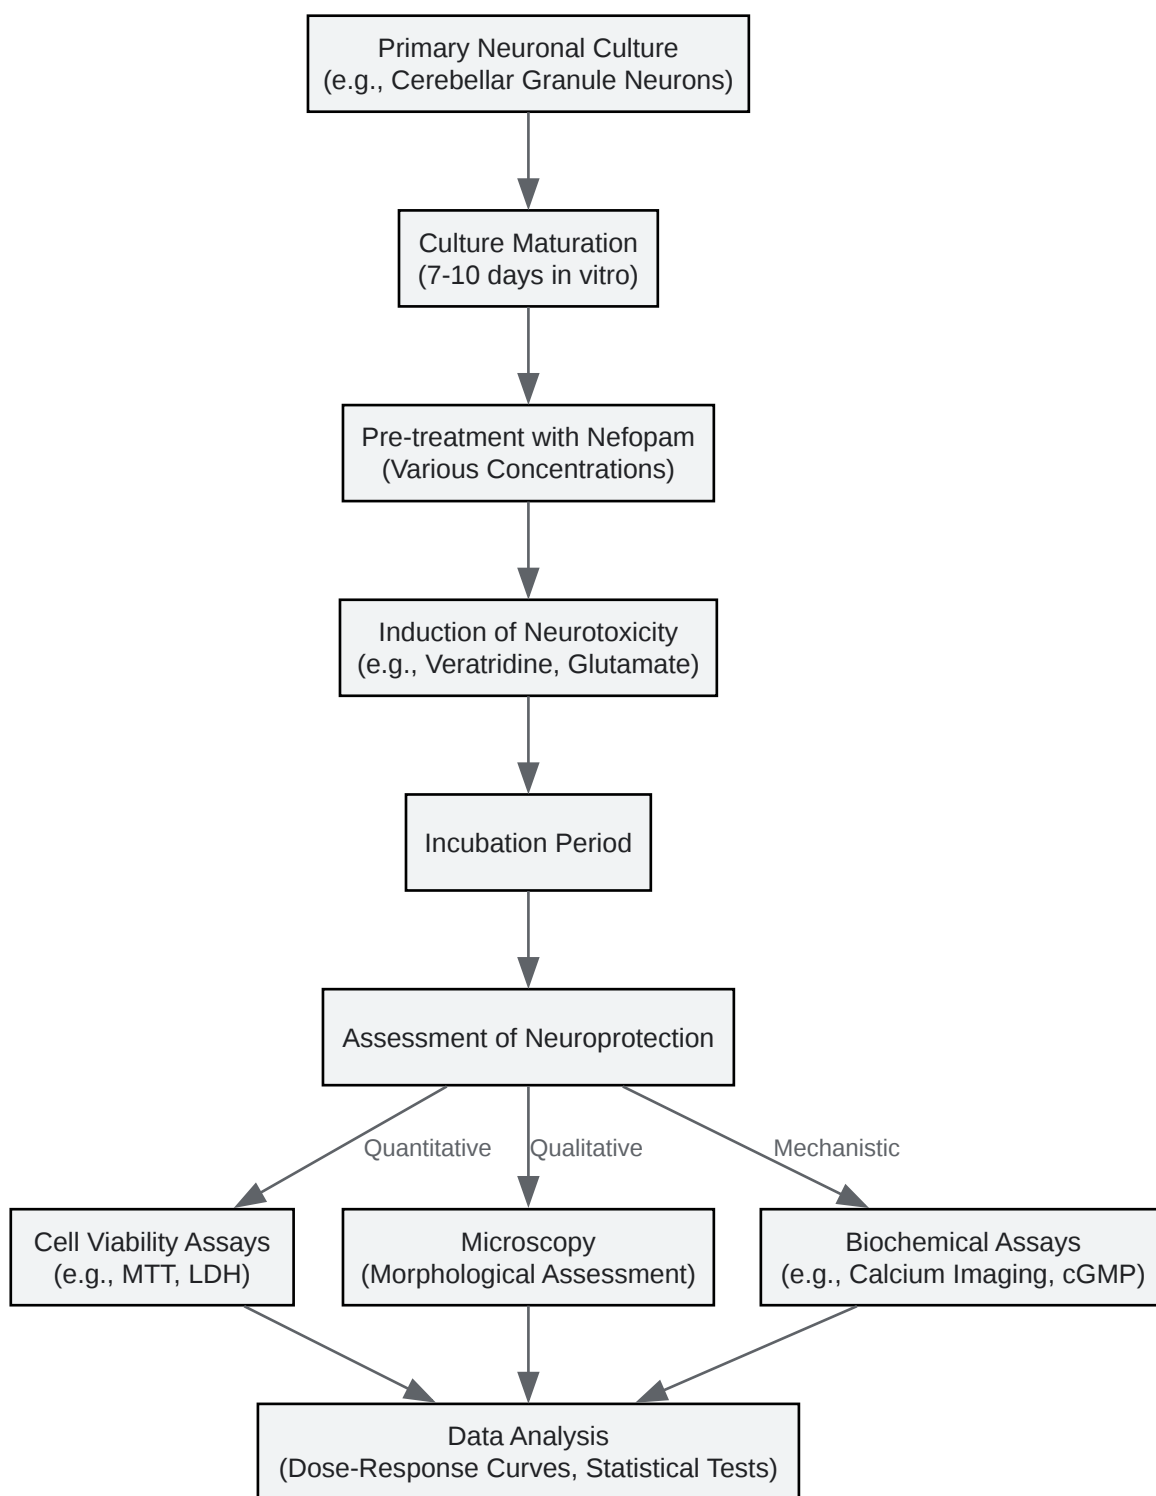 Primary Neuronal Culture
(e.g., Cerebellar Granule Neurons)
Culture Maturation
(7-10 days in vitro)
Pre-treatment with Nefopam
(Various Concentrations)
Induction of Neurotoxicity
(e.g., Veratridine, Glutamate)
Incubation Period
Assessment of Neuroprotection
Quantitative
Qualitative
Mechanistic
Cell Viability Assays
(e.g., MTT, LDH)
Microscopy
(Morphological Assessment)
Biochemical Assays
(e.g., Calcium Imaging, cGMP)
Data Analysis
(Dose-Response Curves, Statistical Tests)